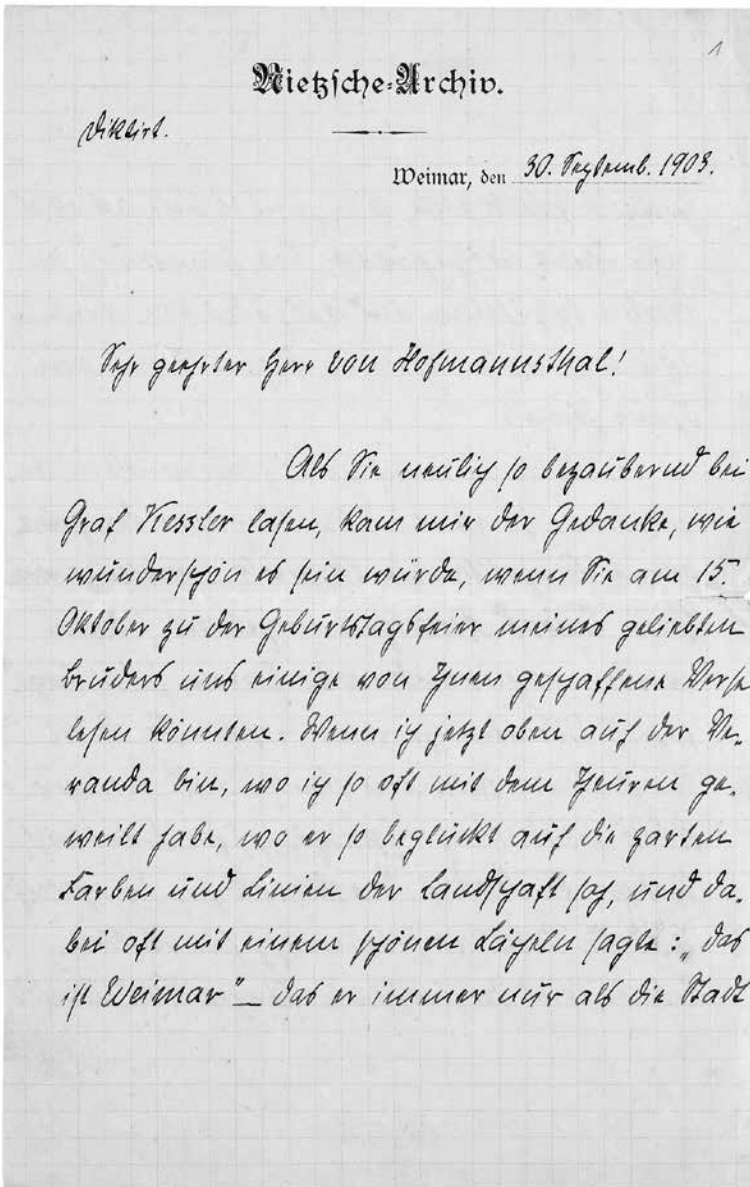 1
Nietzsche-Archiv.
Diktirt.
Weimar, den 30. Septemb. 1903.
Sehr geehrter Herr von Hofmannsthal!
Als Sie neulich so bezaubernd bei
Graf Kessler lasen, kam mir der Gedanke, wie
wunderschön es sein würde, wenn Sie am 15.
Oktober zu der Geburtstagsfeier meines geliebten
Bruders uns einige von Ihnen geschaffene Verse
lesen könnten. Wenn ich jetzt oben auf der Ve-
randa bin, wo ich so oft mit dem Theuren ge-
weilt habe, wo er so beglückt auf die zarten
Farben und Linien der Landschaft sah, und da-
bei oft mit einem schönen Lächeln sagte: „das
ist Weimar" – das er immer nur als die Stadt